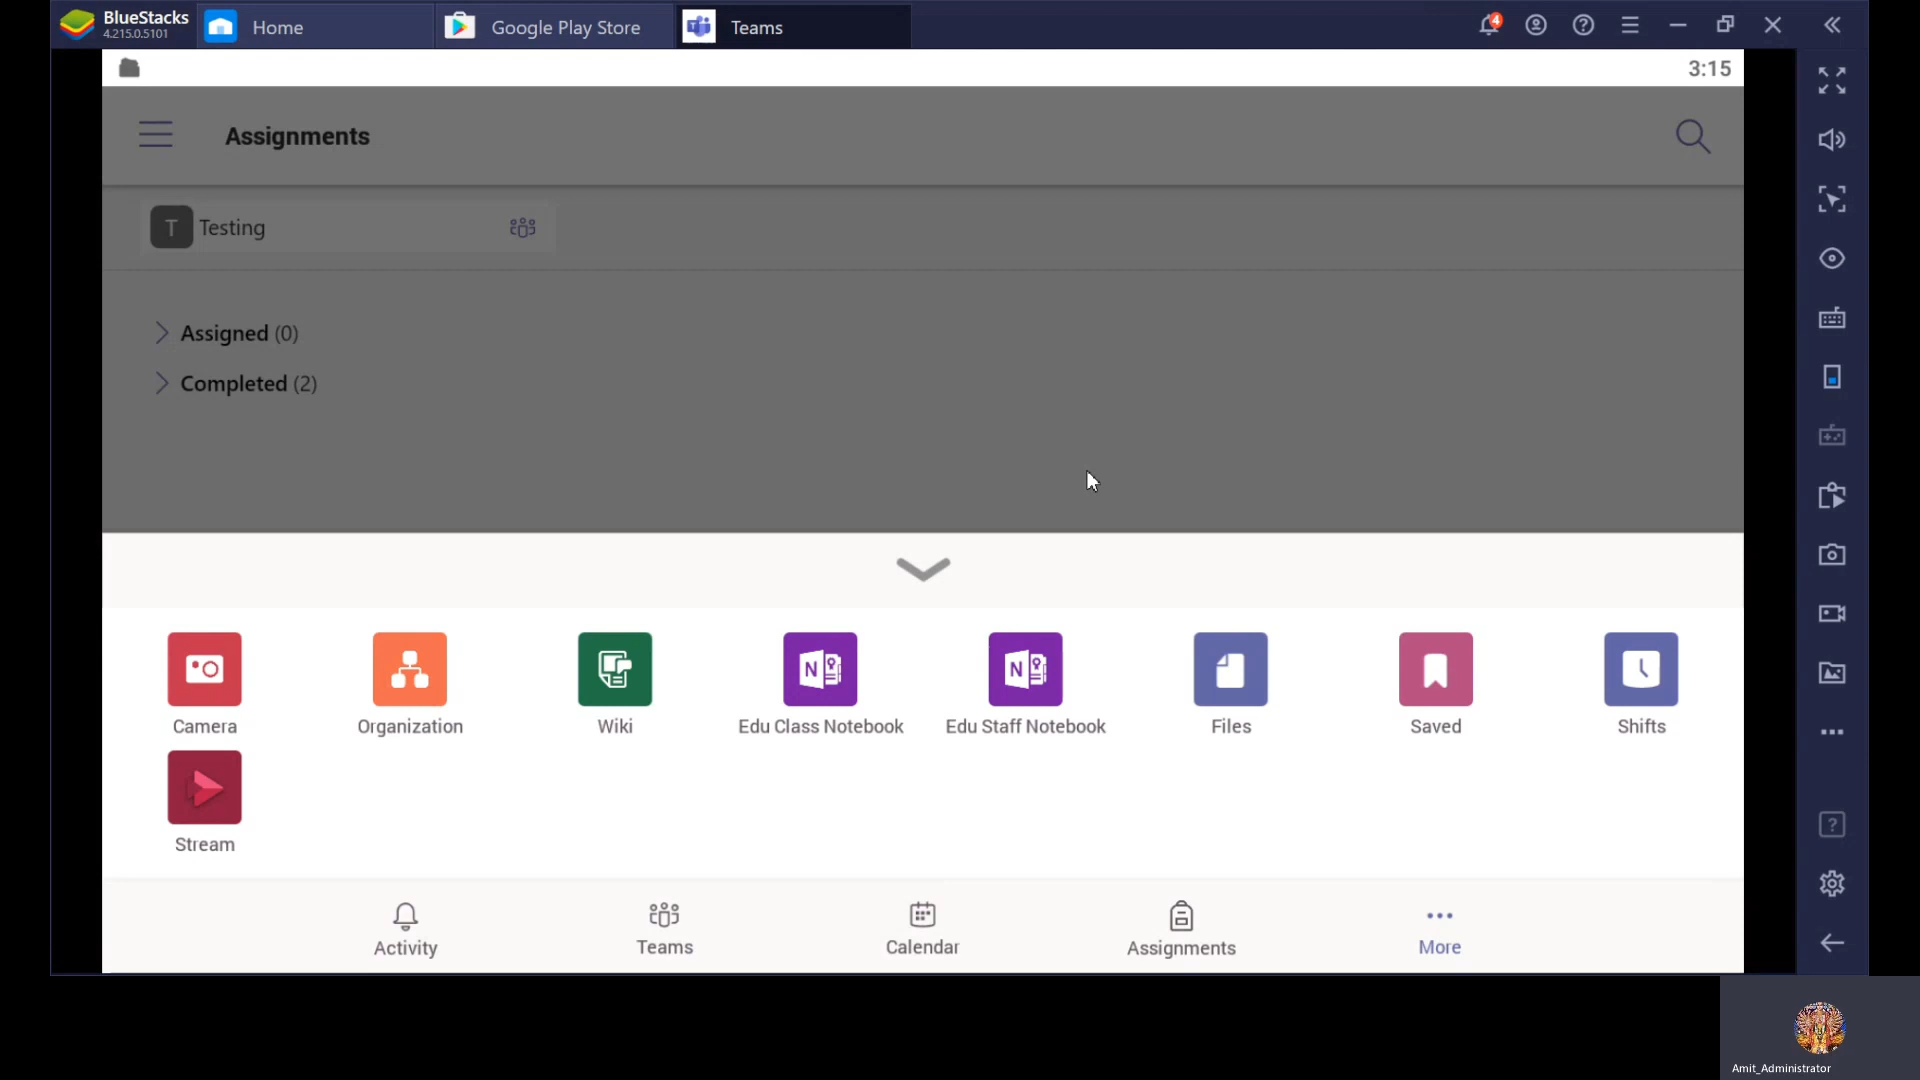 BlueStacks
4.215.0.5101
Home
Google Play Store
Teams
4
3:15
Assignments
T Testing
Assigned (0)
Completed (2)
Camera
Organization
Wiki
Edu Class Notebook
Edu Staff Notebook
Files
Saved
Shifts
Stream
Activity
Teams
Calendar
Assignments
More
Amit_Administrator